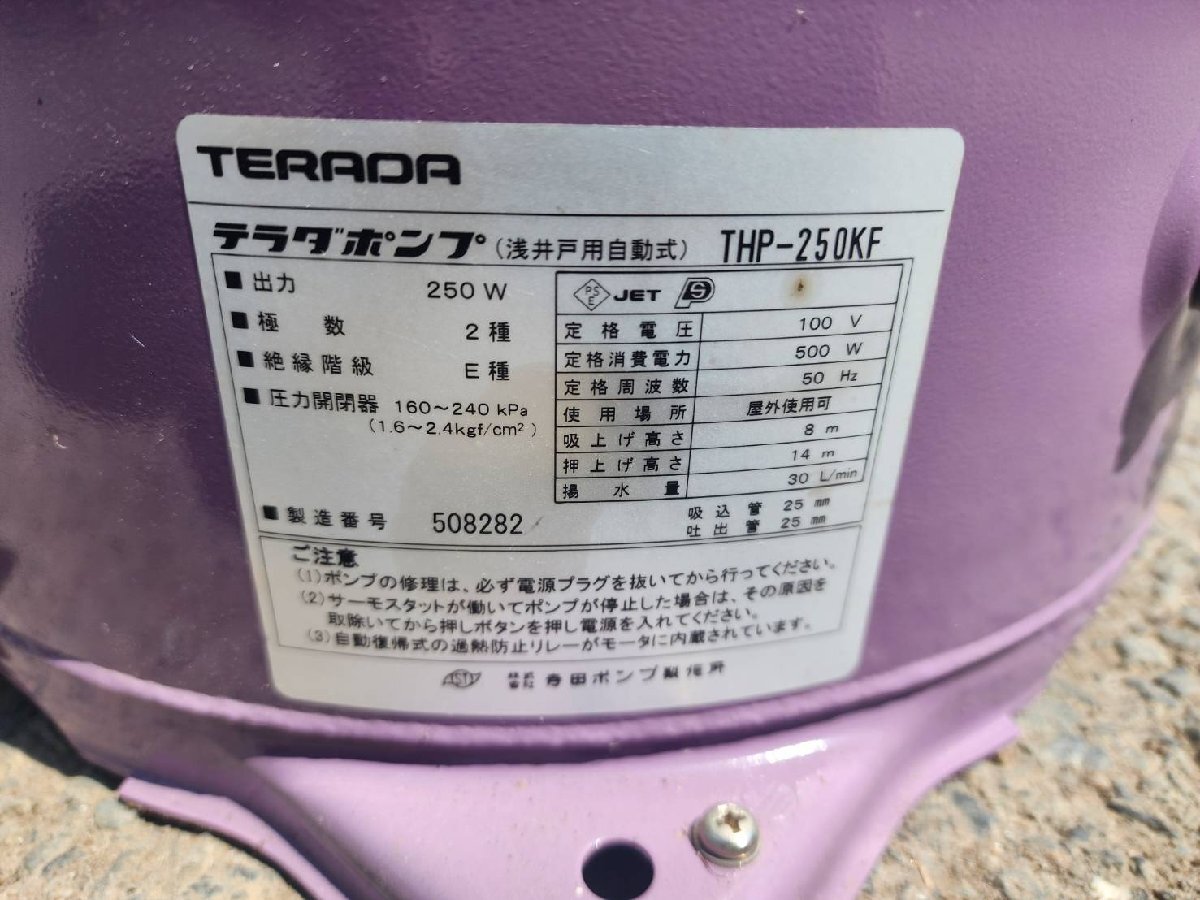 TERADA
テラダポンプ (浅井戸用自動式) THP-250KF
■ 出力 250 W
■ 極数 2 種
■ 絶縁階級 E 種
■ 圧力開閉器 160～240 kPa
(1.6～2.4kgf/cm²)
PS E JET PS
定格電圧 100 V
定格消費電力 500 W
定格周波数 50 Hz
使用場所 屋外使用可
吸上げ高さ 8 m
押上げ高さ 14 m
揚水量 30 L/min
■ 製造番号 508282
吸込管 25 mm
吐出管 25 mm
ご注意
(1)ポンプの修理は、必ず電源プラグを抜いてから行ってください。
(2)サーモスタットが働いてポンプが停止した場合は、その原因を
取除いてから押しボタンを押し電源を入れてください。
(3)自動復帰式の過熱防止リレーがモータに内蔵されています。
株式会社 寺田ポンプ製作所